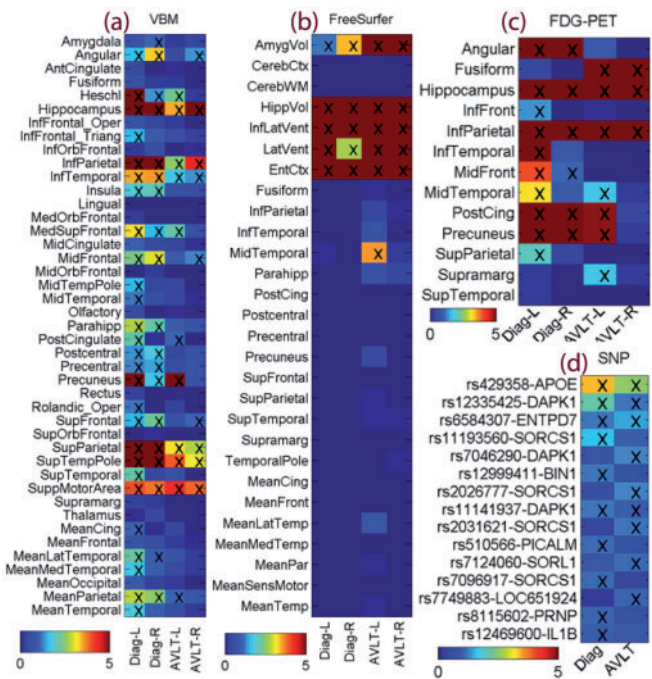 (a) VBM
Amygdala
Angular
AntCingulate
Fusiform
Heschl
Hippocampus
InfFrontal_Oper
InfFrontal_Triang
InfOrbFrontal
InfParietal
InfTemporal
Insula
Lingual
MedOrbFrontal
MedSupFrontal
MidCingulate
MidFrontal
MidOrbFrontal
MidTempPole
MidTemporal
Olfactory
Parahipp
PostCingulate
Postcentral
Precentral
Precuneus
Rectus
Rolandic_Oper
SupFrontal
SupOrbFrontal
SupParietal
SupTempPole
SupTemporal
SuppMotorArea
Supramarg
Thalamus
MeanCing
MeanFrontal
MeanLatTemporal
MeanMedTemporal
MeanOccipital
MeanParietal
MeanTemporal
Diag-L
Diag-R
AVLT-L
AVLT-R
0 5
(b) FreeSurfer
AmygVol
CerebCtx
CerebWM
HippVol
InfLatVent
LatVent
EntCtx
Fusiform
InfParietal
InfTemporal
MidTemporal
Parahipp
PostCing
Postcentral
Precentral
Precuneus
SupFrontal
SupParietal
SupTemporal
Supramarg
TemporalPole
MeanCing
MeanFront
MeanLatTemp
MeanMedTemp
MeanPar
MeanSensMotor
MeanTemp
Diag-L
Diag-R
AVLT-L
AVLT-R
0 5
(c) FDG-PET
Angular
Fusiform
Hippocampus
InfFront
InfParietal
InfTemporal
MidFront
MidTemporal
PostCing
Precuneus
SupParietal
Supramarg
SupTemporal
Diag-L
Diag-R
AVLT-L
AVLT-R
0 5
(d) SNP
rs429358-APOE
rs12335425-DAPK1
rs6584307-ENTPD7
rs11193560-SORCS1
rs7046290-DAPK1
rs12999411-BIN1
rs2026777-SORCS1
rs11141937-DAPK1
rs2031621-SORCS1
rs510566-PICALM
rs7124060-SORL1
rs7096917-SORCS1
rs7749883-LOC651924
rs8115602-PRNP
rs12469600-IL1B
Diag
AVLT
0 5